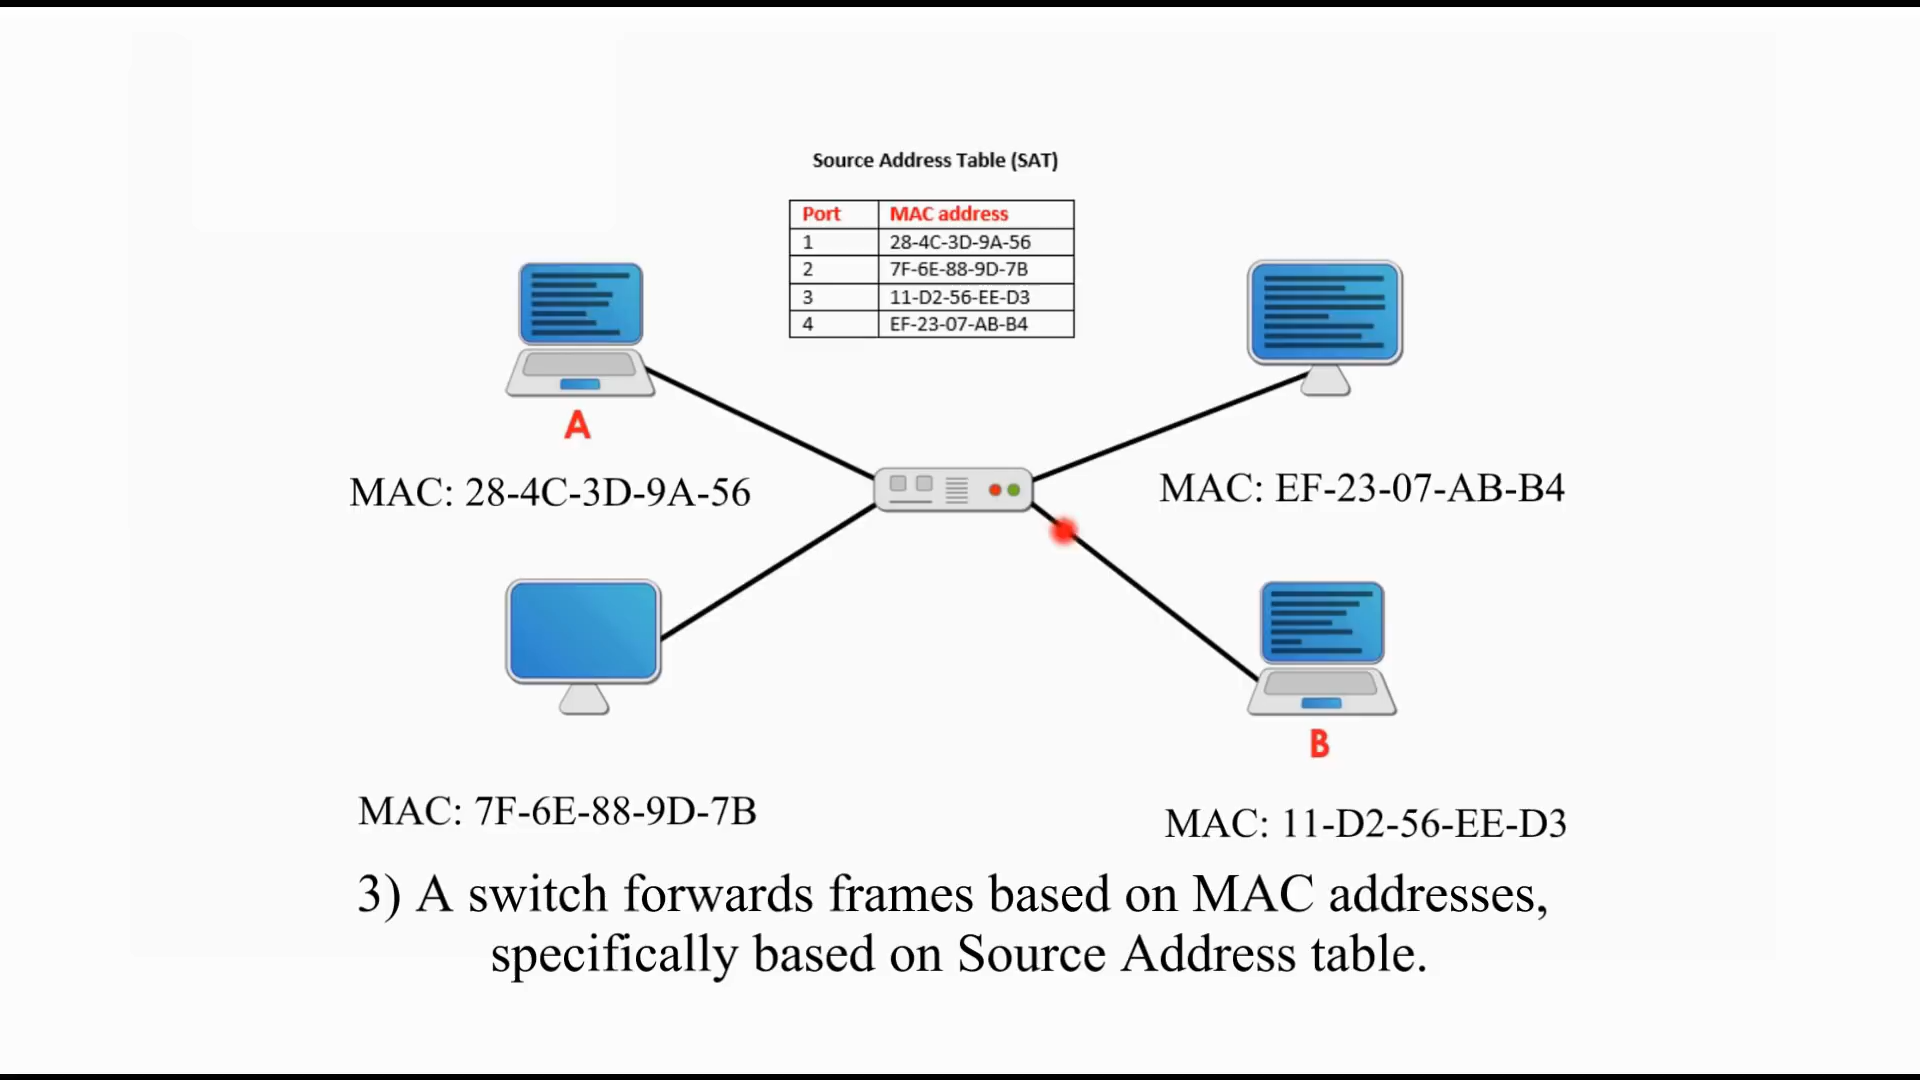 Source Address Table (SAT)
Port MAC address
1 28-4C-3D-9A-56
2 7F-6E-88-9D-7B
3 11-D2-56-EE-D3
4 EF-23-07-AB-B4
A
MAC: 28-4C-3D-9A-56
MAC: EF-23-07-AB-B4
B
MAC: 7F-6E-88-9D-7B
MAC: 11-D2-56-EE-D3
3) A switch forwards frames based on MAC addresses,
specifically based on Source Address table.